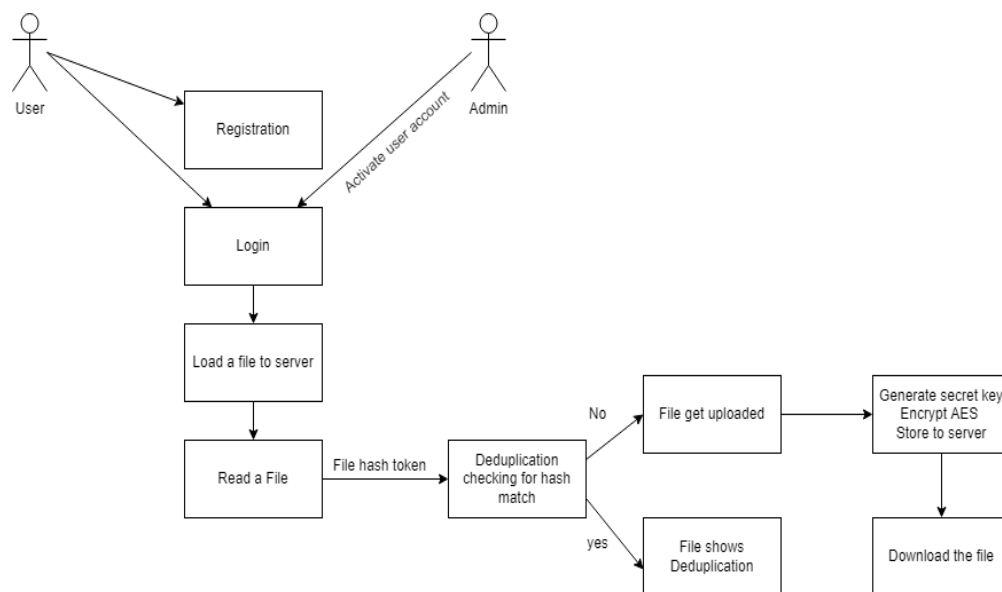 User
Admin
Registration
Activate user account
Login
Load a file to server
Read a File
File hash token
Deduplication
checking for hash
match
No
yes
File get uploaded
File shows
Deduplication
Generate secret key
Encrypt AES
Store to server
Download the file